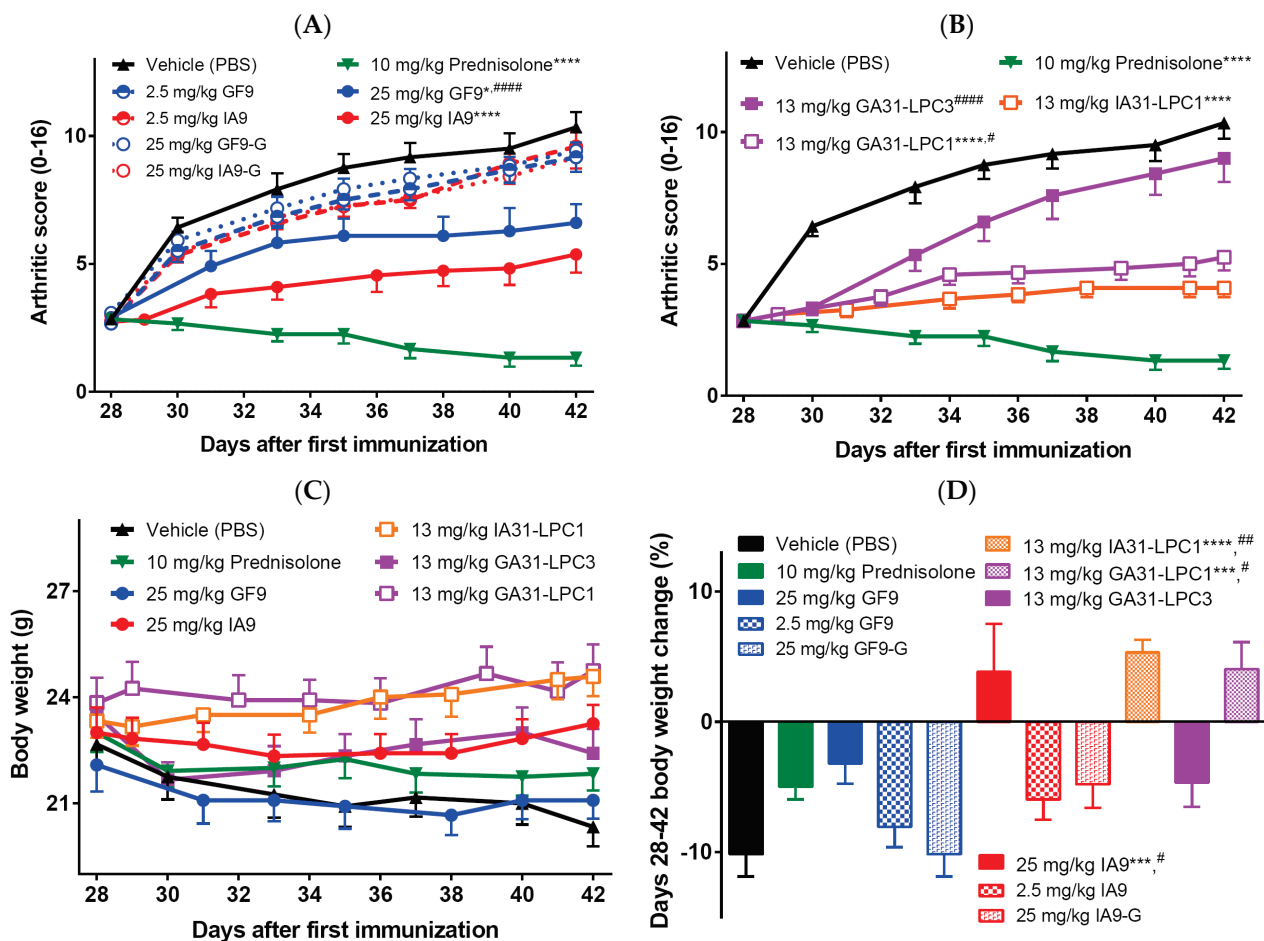 (A)
Vehicle (PBS)
2.5 mg/kg GF9
2.5 mg/kg IA9
25 mg/kg GF9-G
25 mg/kg IA9-G
10 mg/kg Prednisolone****
25 mg/kg GF9*,####
25 mg/kg IA9****
Arthritic score (0-16)
10
5
0
28 30 32 34 36 38 40 42
Days after first immunization
(B)
Vehicle (PBS)
10 mg/kg Prednisolone****
13 mg/kg GA31-LPC3####
13 mg/kg IA31-LPC1****
13 mg/kg GA31-LPC1****,#
Arthritic score (0-16)
10
5
0
28 30 32 34 36 38 40 42
Days after first immunization
(C)
Vehicle (PBS)
10 mg/kg Prednisolone
25 mg/kg GF9
25 mg/kg IA9
13 mg/kg IA31-LPC1
13 mg/kg GA31-LPC3
13 mg/kg GA31-LPC1
Body weight (g)
27
24
21
28 30 32 34 36 38 40 42
Days after first immunization
(D)
Vehicle (PBS)
10 mg/kg Prednisolone
25 mg/kg GF9
2.5 mg/kg GF9
25 mg/kg GF9-G
13 mg/kg IA31-LPC1****,##
13 mg/kg GA31-LPC1***,#
13 mg/kg GA31-LPC3
Days 28-42 body weight change (%)
10
0
-10
25 mg/kg IA9***,#
2.5 mg/kg IA9
25 mg/kg IA9-G